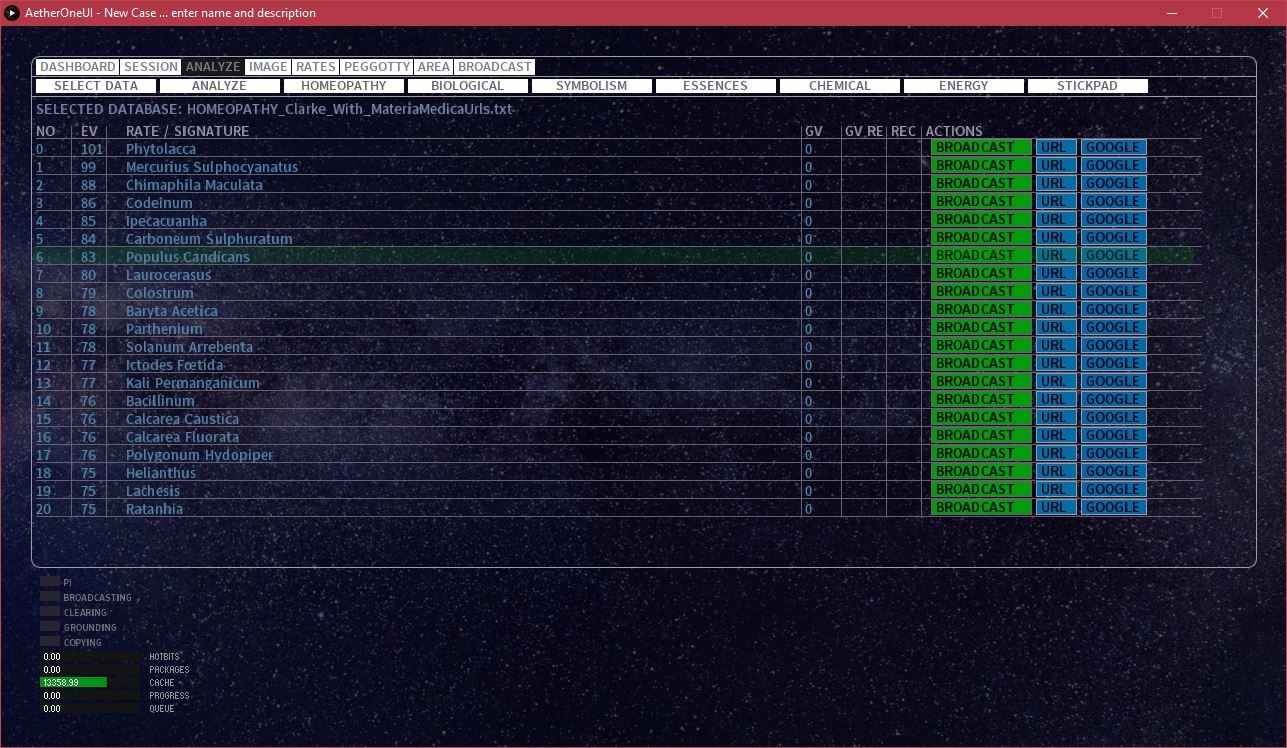 AetherOneUI - New Case ... enter name and description
DASHBOARD SESSION ANALYZE IMAGE RATES PEGGOTTY AREA BROADCAST
SELECT DATA ANALYZE HOMEOPATHY BIOLOGICAL SYMBOLISM ESSENCES CHEMICAL ENERGY STICKPAD
SELECTED DATABASE: HOMEOPATHY_Clarke_With_MateriaMedicaUrls.txt
NO EV RATE / SIGNATURE GV GV_RE REC ACTIONS
0 101 Phytolacca 0 BROADCAST URL GOOGLE
1 99 Mercurius Sulphocyanatus 0 BROADCAST URL GOOGLE
2 88 Chimaphila Maculata 0 BROADCAST URL GOOGLE
3 86 Codeinum 0 BROADCAST URL GOOGLE
4 85 Ipecacuanha 0 BROADCAST URL GOOGLE
5 84 Carboneum Sulphuratum 0 BROADCAST URL GOOGLE
6 83 Populus Candicans 0 BROADCAST URL GOOGLE
7 80 Laurocerasus 0 BROADCAST URL GOOGLE
8 79 Colostrum 0 BROADCAST URL GOOGLE
9 78 Baryta Acetica 0 BROADCAST URL GOOGLE
10 78 Parthenium 0 BROADCAST URL GOOGLE
11 78 Solanum Arrebenta 0 BROADCAST URL GOOGLE
12 77 Ictodes Fœtida 0 BROADCAST URL GOOGLE
13 77 Kali Permanganicum 0 BROADCAST URL GOOGLE
14 76 Bacillinum 0 BROADCAST URL GOOGLE
15 76 Calcarea Caustica 0 BROADCAST URL GOOGLE
16 76 Calcarea Fluorata 0 BROADCAST URL GOOGLE
17 76 Polygonum Hydopiper 0 BROADCAST URL GOOGLE
18 75 Helianthus 0 BROADCAST URL GOOGLE
19 75 Lachesis 0 BROADCAST URL GOOGLE
20 75 Ratanhia 0 BROADCAST URL GOOGLE
PI
BROADCASTING
CLEARING
GROUNDING
COPYING
0.00 HOTBITS
0.00 PACKAGES
13358.99 CACHE
0.00 PROGRESS
0.00 QUEUE